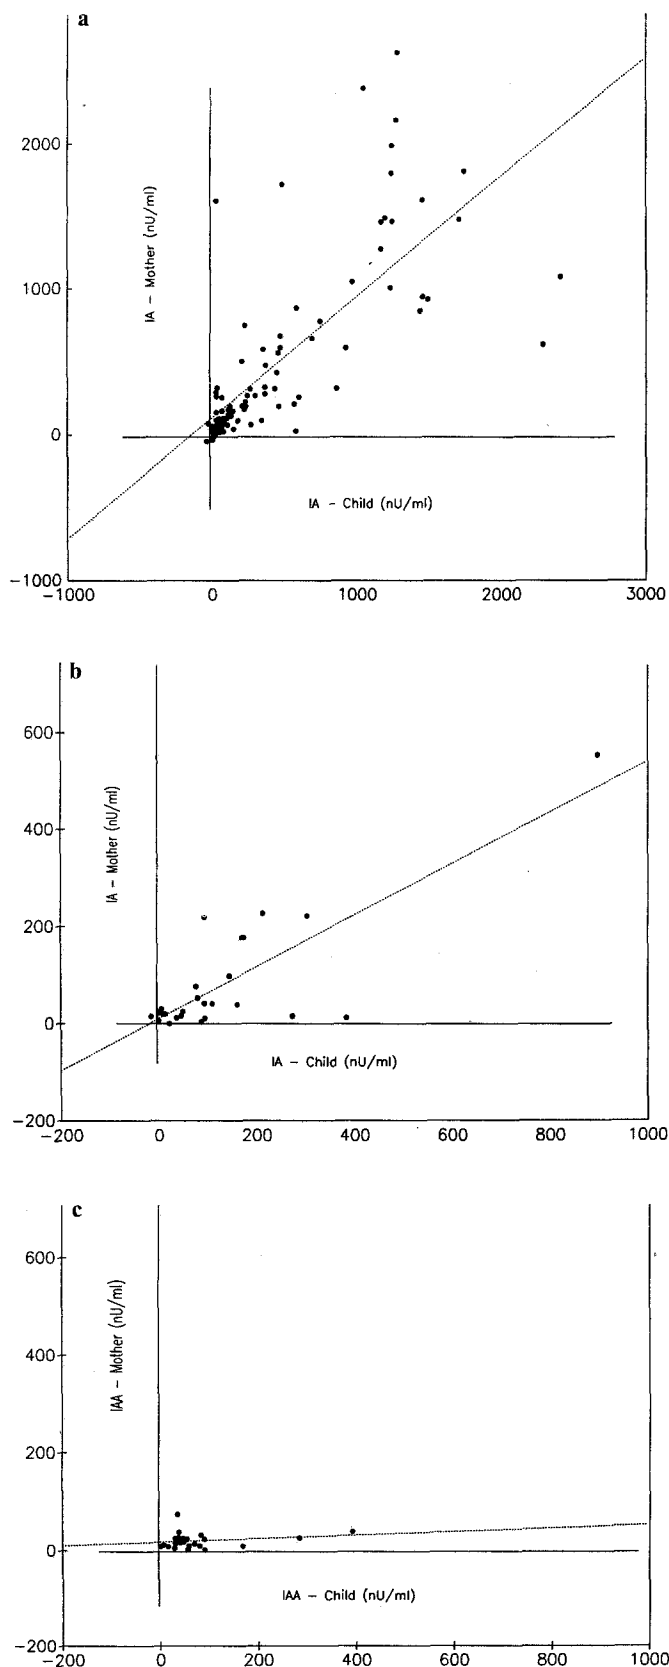 a
2000
1000
0
−1000
IA − Mother (nU/ml)
IA − Child (nU/ml)
−1000 0 1000 2000 3000
b
600
400
200
0
−200
IA − Mother (nU/ml)
IA − Child (nU/ml)
−200 0 200 400 600 800 1000
c
600
400
200
0
−200
IAA − Mother (nU/ml)
IAA − Child (nU/ml)
−200 0 200 400 600 800 1000